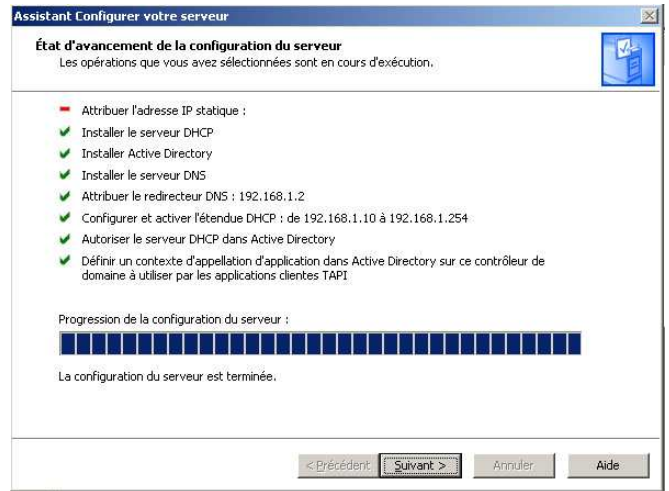 Assistant Configurer votre serveur
État d'avancement de la configuration du serveur
Les opérations que vous avez sélectionnées sont en cours d'exécution.
Attribuer l'adresse IP statique :
Installer le serveur DHCP
Installer Active Directory
Installer le serveur DNS
Attribuer le redirecteur DNS : 192.168.1.2
Configurer et activer l'étendue DHCP : de 192.168.1.10 à 192.168.1.254
Autoriser le serveur DHCP dans Active Directory
Définir un contexte d'appellation d'application dans Active Directory sur ce contrôleur de
domaine à utiliser par les applications clientes TAPI
Progression de la configuration du serveur :
La configuration du serveur est terminée.
< Précédent Suivant > Annuler Aide